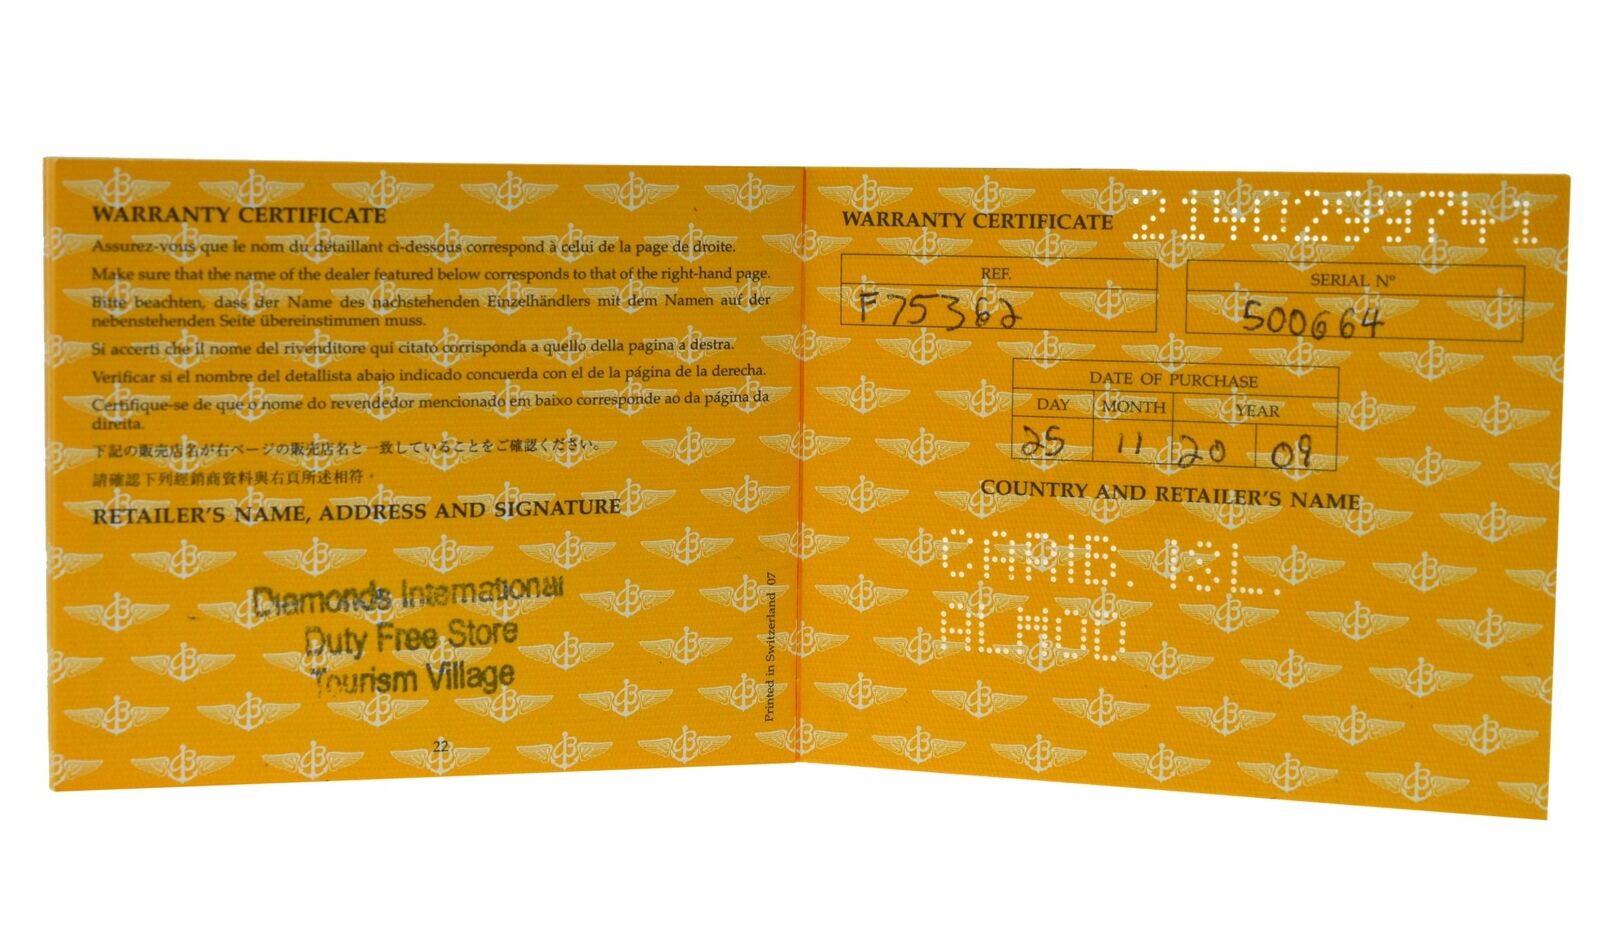 WARRANTY CERTIFICATE
Assurez-vous que le nom du détaillant ci-dessous correspond à celui de la page de droite.
Make sure that the name of the dealer featured below corresponds to that of the right-hand page.
Bitte beachten, dass der Name des nachstehenden Einzelhändlers mit dem Namen auf der
nebenstehenden Seite übereinstimmen muss.
Si accerti che il nome del rivenditore qui citato corrisponda a quello della pagina a destra.
Verificar si el nombre del detallista abajo indicado concuerda con el de la página de la derecha.
Certifique-se de que o nome do revendedor mencionado em baixo corresponde ao da página da
direita.
下記の販売店名が右ページの販売店名と一致していることをご確認ください。
請確認下列經銷商資料與右頁所述相符。
RETAILER'S NAME, ADDRESS AND SIGNATURE
Diamonds International
Duty Free Store
Tourism Village
22
Printed in Switzerland 07
WARRANTY CERTIFICATE 2140299741
REF.
F75362
SERIAL Nº
500664
DATE OF PURCHASE
DAY MONTH YEAR
25 11 20 09
COUNTRY AND RETAILER'S NAME
CARIB. ISL.
ALMOD